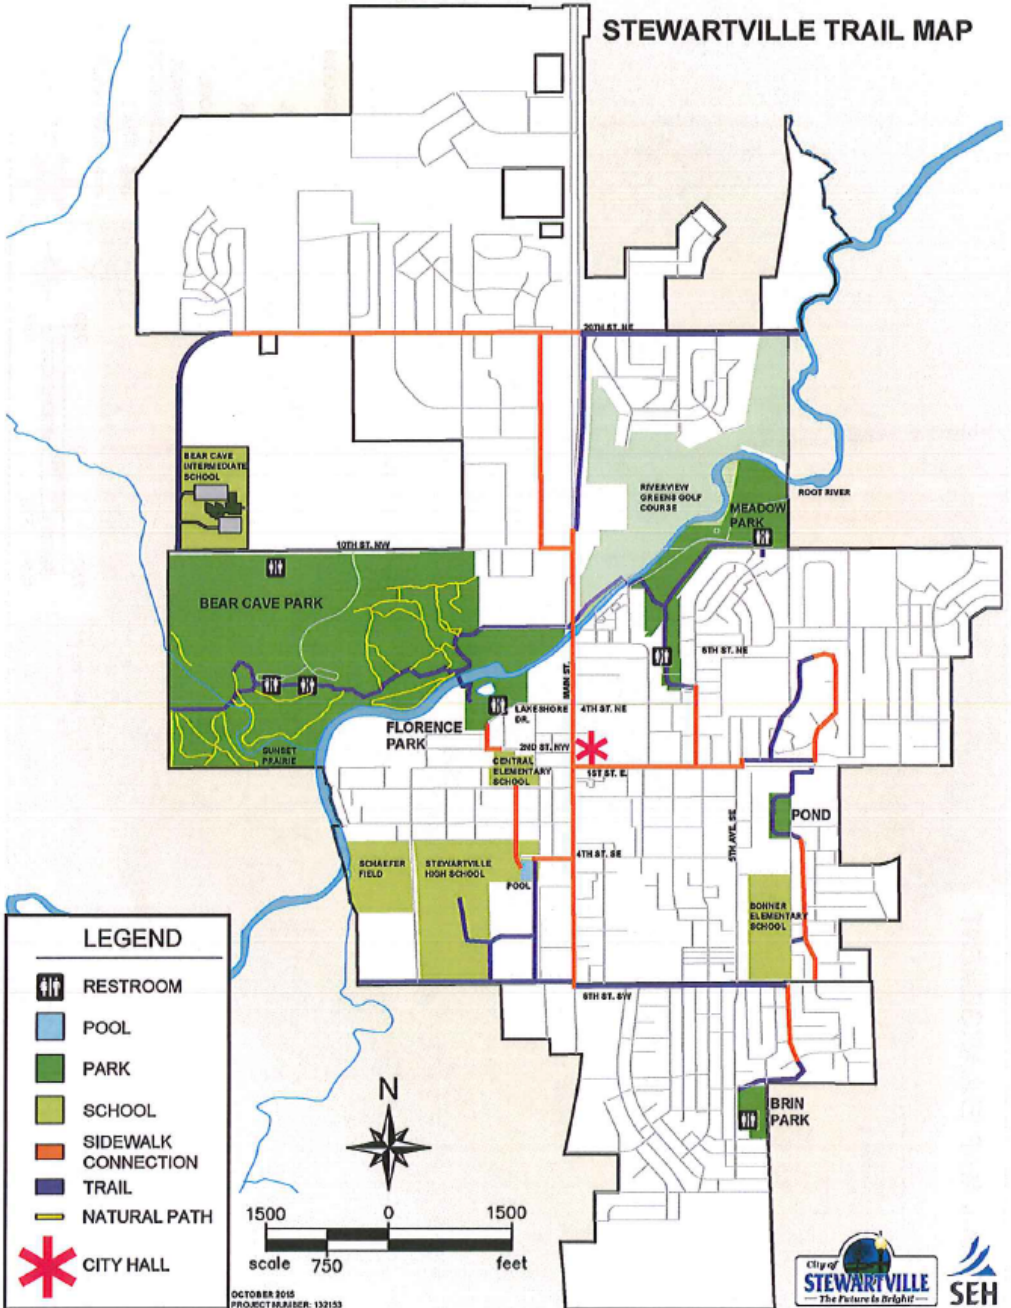 STEWARTVILLE TRAIL MAP
20TH ST. NE
BEAR CAVE
INTERMEDIATE
SCHOOL
RIVERVIEW
GREENS GOLF
COURSE
ROOT RIVER
MEADOW
PARK
10TH ST. NW
BEAR CAVE PARK
5TH ST. NE
MAIN ST.
LAKESHORE
DR.
4TH ST. NE
FLORENCE
PARK
2ND ST. NW
SUNSET
PRAIRIE
CENTRAL
ELEMENTARY
SCHOOL
1ST ST. E.
POND
5TH AVE. SE
4TH ST. SE
SCHAEFER
FIELD
STEWARTVILLE
HIGH SCHOOL
POOL
BONNER
ELEMENTARY
SCHOOL
LEGEND
RESTROOM
POOL
PARK
SCHOOL
SIDEWALK
CONNECTION
TRAIL
NATURAL PATH
CITY HALL
N
BRIN
PARK
1500 0 1500
scale 750 feet
OCTOBER 2015
PROJECT NUMBER: 132153
City of
STEWARTVILLE
The Future is Bright!
SEH